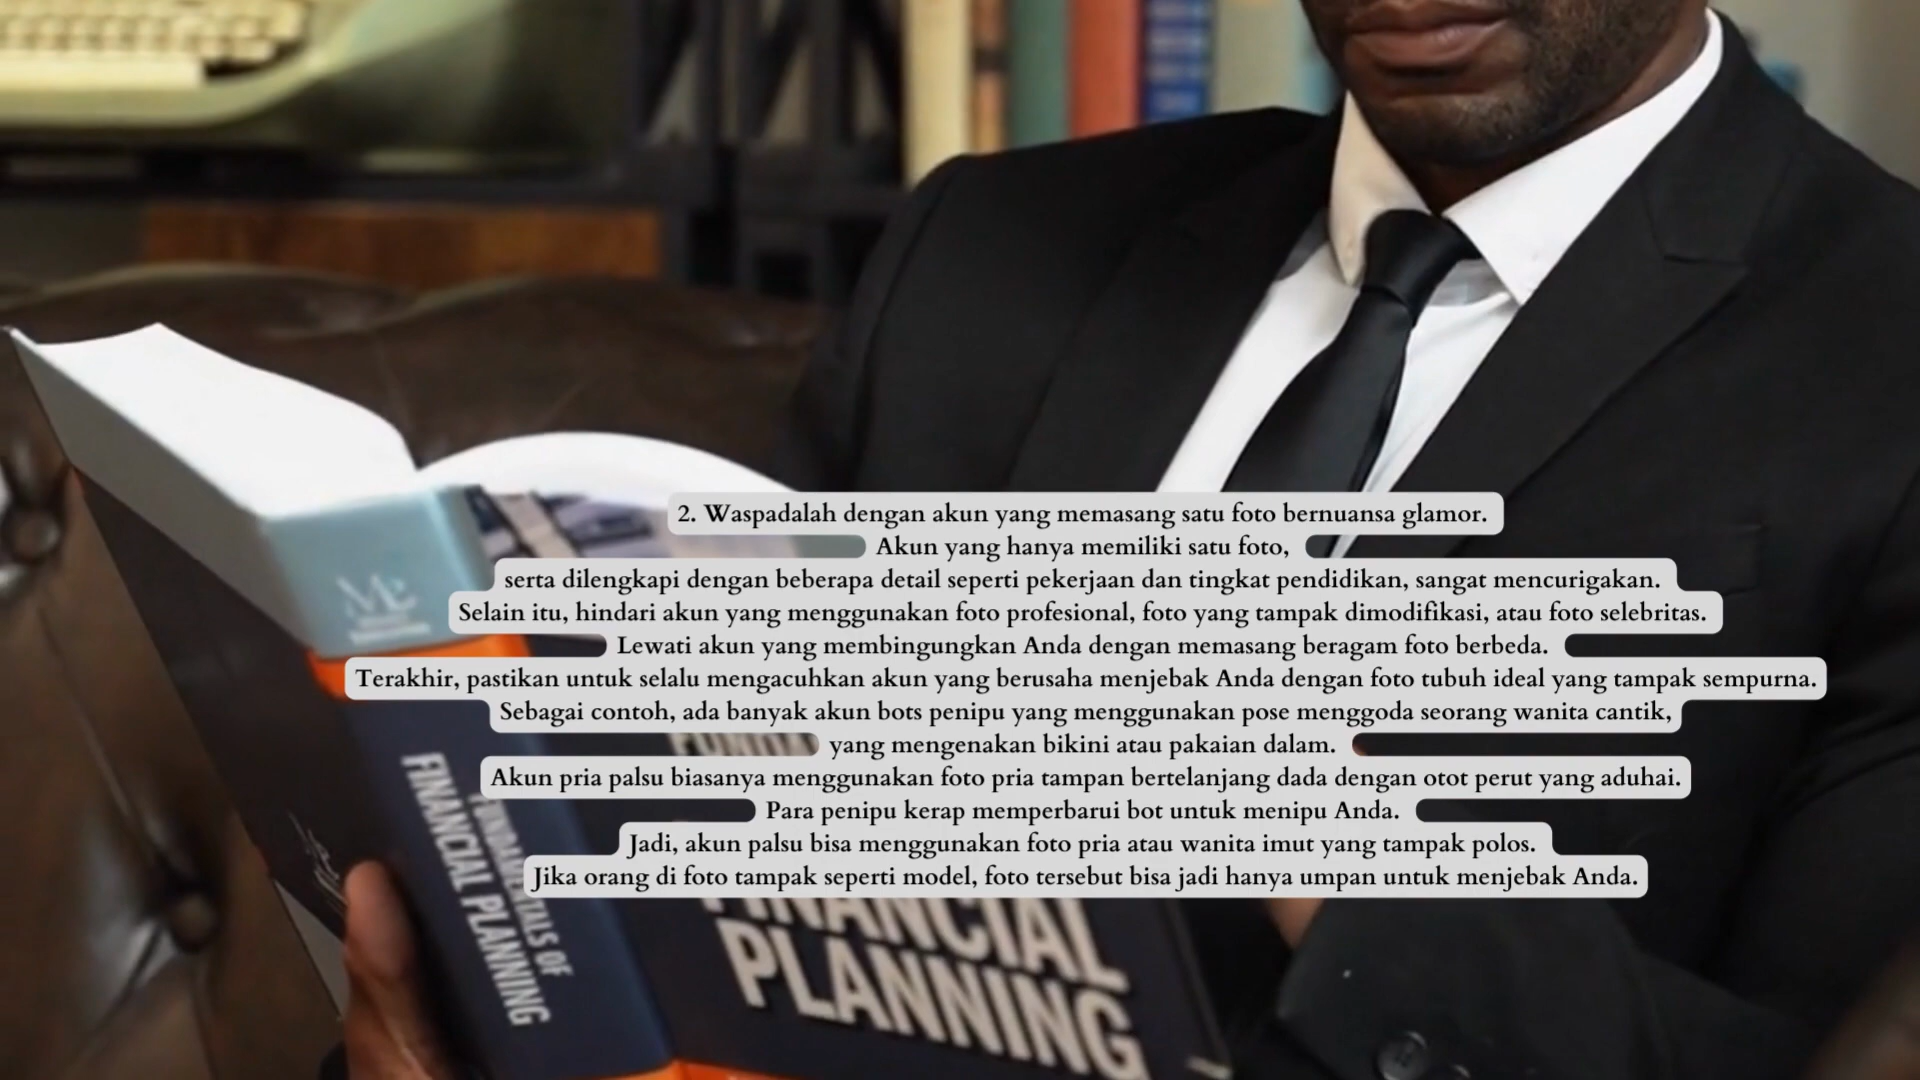 2. Waspadalah dengan akun yang memasang satu foto bernuansa glamor.
Akun yang hanya memiliki satu foto,
serta dilengkapi dengan beberapa detail seperti pekerjaan dan tingkat pendidikan, sangat mencurigakan.
Selain itu, hindari akun yang menggunakan foto profesional, foto yang tampak dimodifikasi, atau foto selebritas.
Lewati akun yang membingungkan Anda dengan memasang beragam foto berbeda.
Terakhir, pastikan untuk selalu mengacuhkan akun yang berusaha menjebak Anda dengan foto tubuh ideal yang tampak sempurna.
Sebagai contoh, ada banyak akun bots penipu yang menggunakan pose menggoda seorang wanita cantik,
yang mengenakan bikini atau pakaian dalam.
Akun pria palsu biasanya menggunakan foto pria tampan bertelanjang dada dengan otot perut yang aduhai.
Para penipu kerap memperbarui bot untuk menipu Anda.
Jadi, akun palsu bisa menggunakan foto pria atau wanita imut yang tampak polos.
Jika orang di foto tampak seperti model, foto tersebut bisa jadi hanya umpan untuk menjebak Anda.
FUNDAMENTALS OF
FINANCIAL PLANNING
FINANCIAL
PLANNING